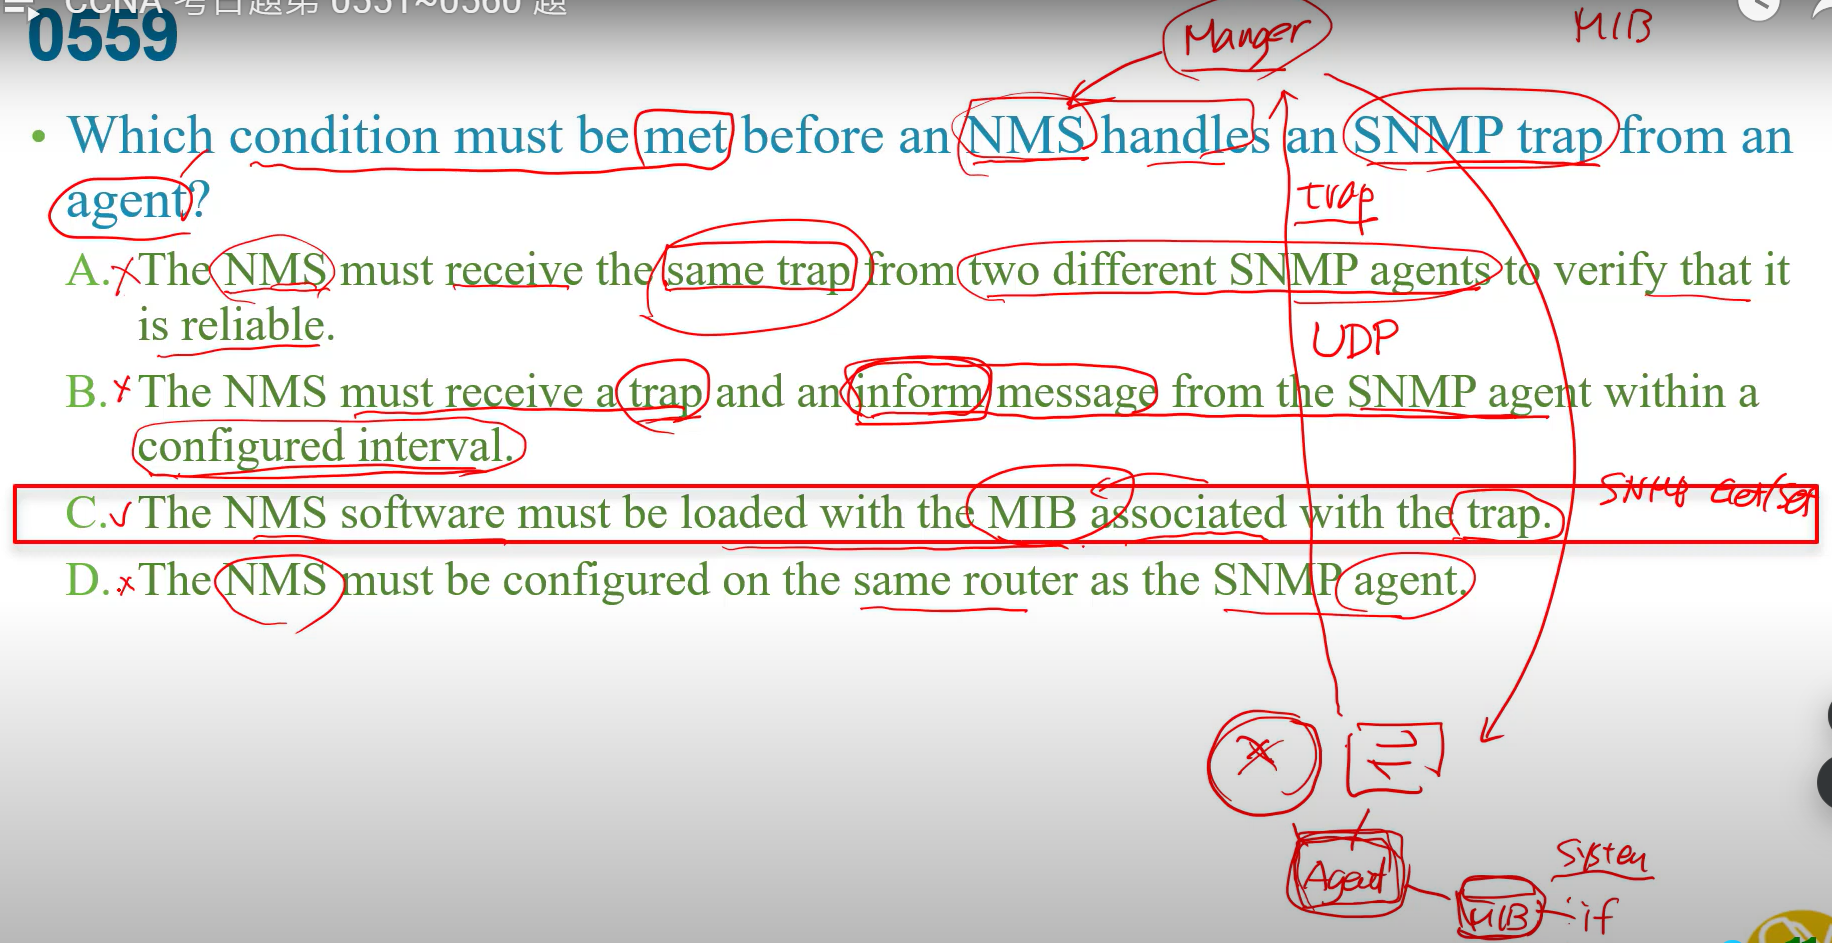 CCNA 考古題第 0551~0560 題
0559
Manger
MIB
• Which condition must be met before an NMS handles an SNMP trap from an
agent?
trap
A. The NMS must receive the same trap from two different SNMP agents to verify that it
is reliable.
UDP
B. The NMS must receive a trap and an inform message from the SNMP agent within a
configured interval.
C. The NMS software must be loaded with the MIB associated with the trap.
SNMP Get/Set
D. The NMS must be configured on the same router as the SNMP agent.
Agent
System
MIB
if